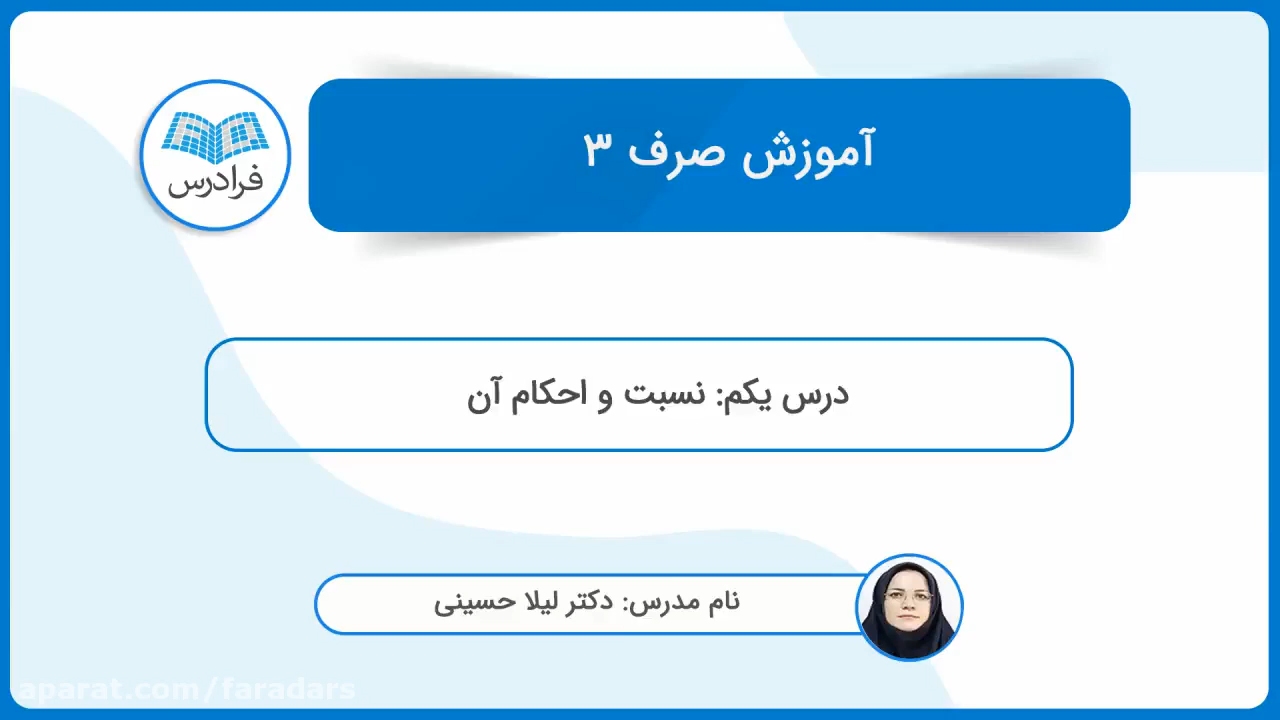 آموزش صرف ۳
فرادرس
درس یکم: نسبت و احکام آن
نام مدرس: دکتر لیلا حسینی
aparat.com/faradars